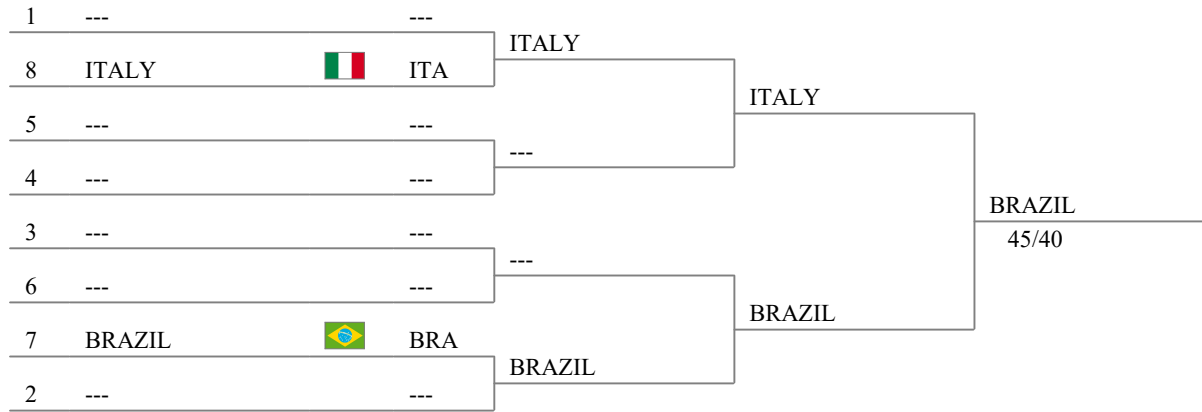 1 --- ---
ITALY
8 ITALY ITA
ITALY
5 --- ---
---
4 --- ---
BRAZIL
45/40
3 --- ---
---
6 --- ---
BRAZIL
7 BRAZIL BRA
BRAZIL
2 --- ---